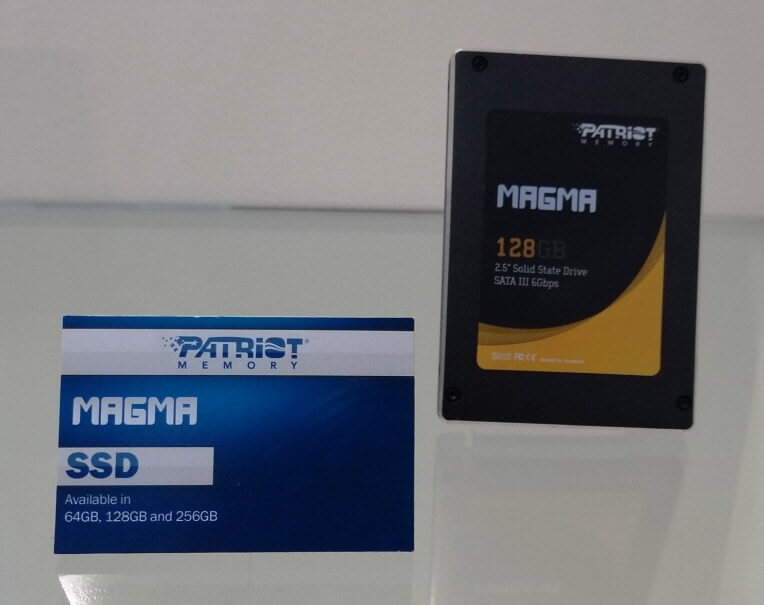 PATRIOT
MEMORY
MAGMA
128GB
2.5" Solid State Drive
SATA III 6Gbps
PATRIOT®
MEMORY
MAGMA
SSD
Available in
64GB, 128GB and 256GB